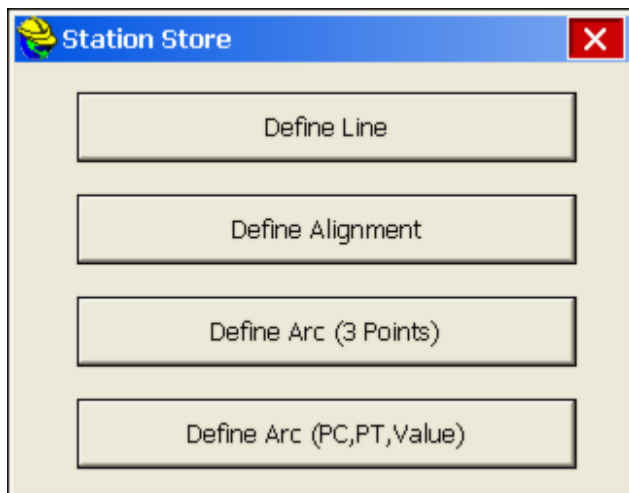 Station Store
Define Line
Define Alignment
Define Arc (3 Points)
Define Arc (PC,PT,Value)